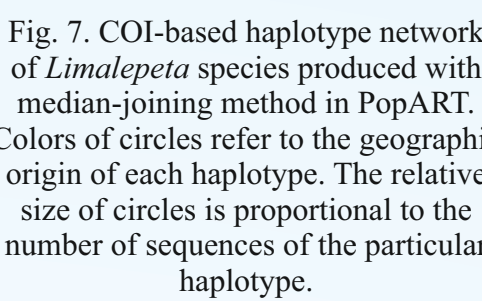 Fig. 7. COI-based haplotype network
of Limalepeta species produced with
median-joining method in PopART.
Colors of circles refer to the geographi
origin of each haplotype. The relative
size of circles is proportional to the
number of sequences of the particular
haplotype.